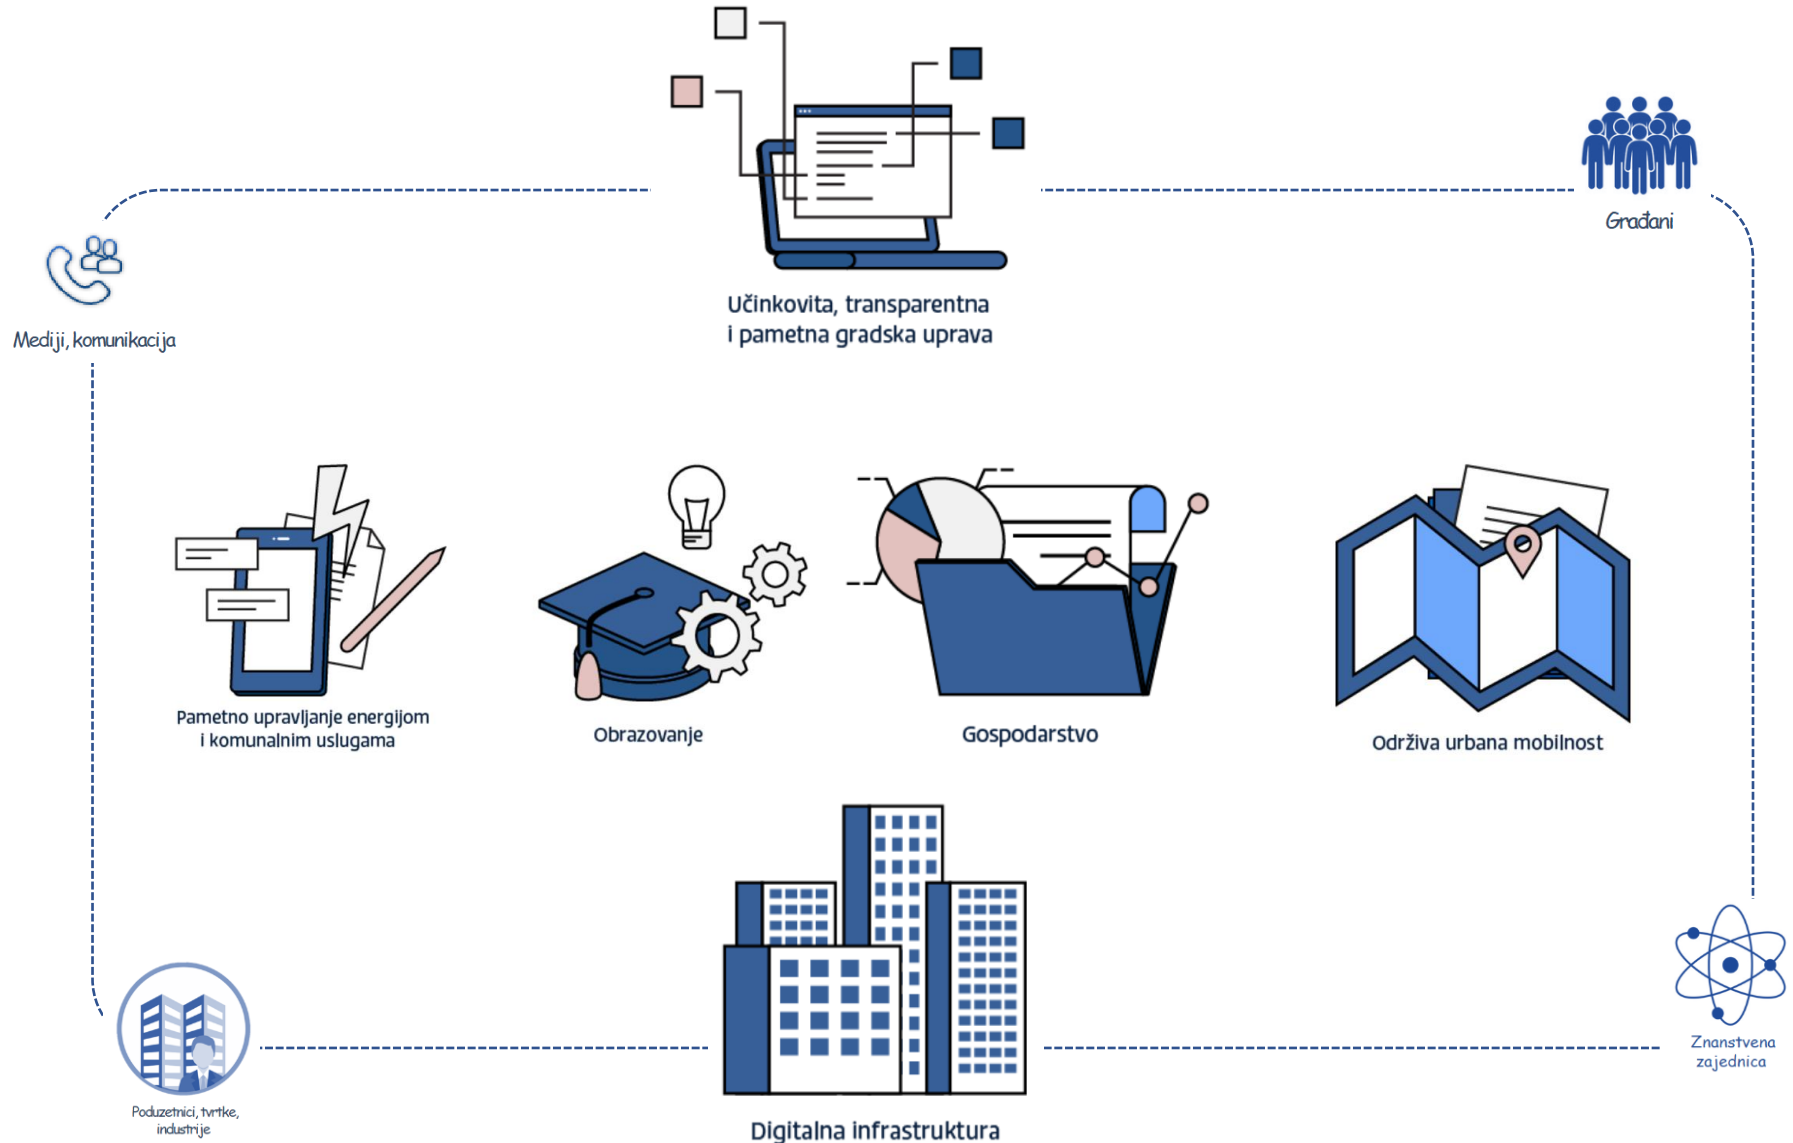 Građani
Učinkovita, transparentna
i pametna gradska uprava
Mediji, komunikacija
Pametno upravljanje energijom
i komunalnim uslugama
Obrazovanje
Gospodarstvo
Održiva urbana mobilnost
Znanstvena
zajednica
Poduzetnici, tvrtke,
industrije
Digitalna infrastruktura